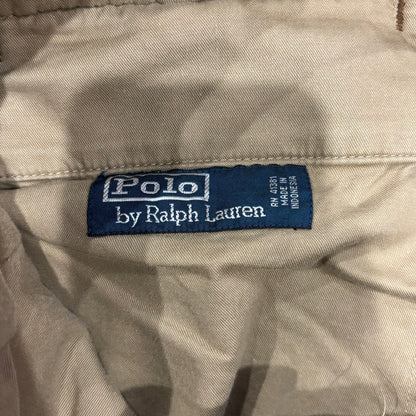 Polo
by Ralph Lauren
RN 41381
MADE IN
INDONESIA